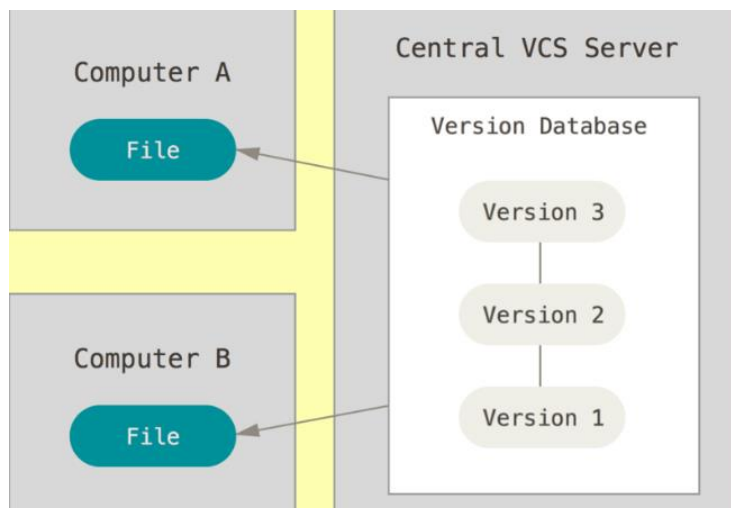 Computer A
File
Computer B
File
Central VCS Server
Version Database
Version 3
Version 2
Version 1